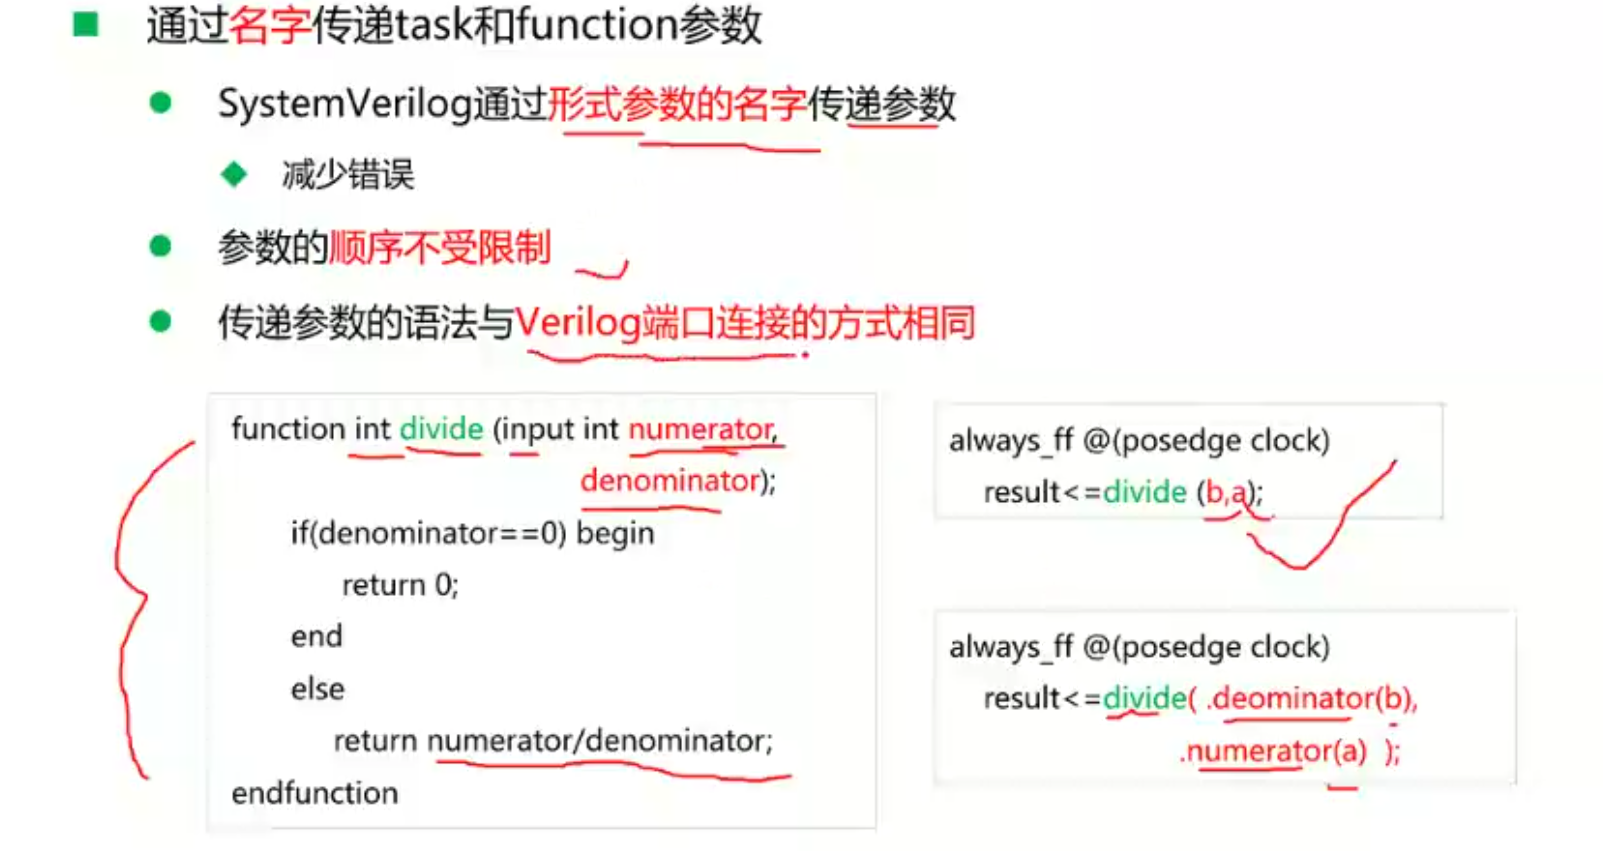 通过名字传递task和function参数
SystemVerilog通过形式参数的名字传递参数
减少错误
参数的顺序不受限制
传递参数的语法与Verilog端口连接的方式相同
function int divide (input int numerator,
denominator);
if(denominator==0) begin
return 0;
end
else
return numerator/denominator;
endfunction
always_ff @(posedge clock)
result<=divide (b,a);
always_ff @(posedge clock)
result<=divide( .deominator(b),
.numerator(a) );